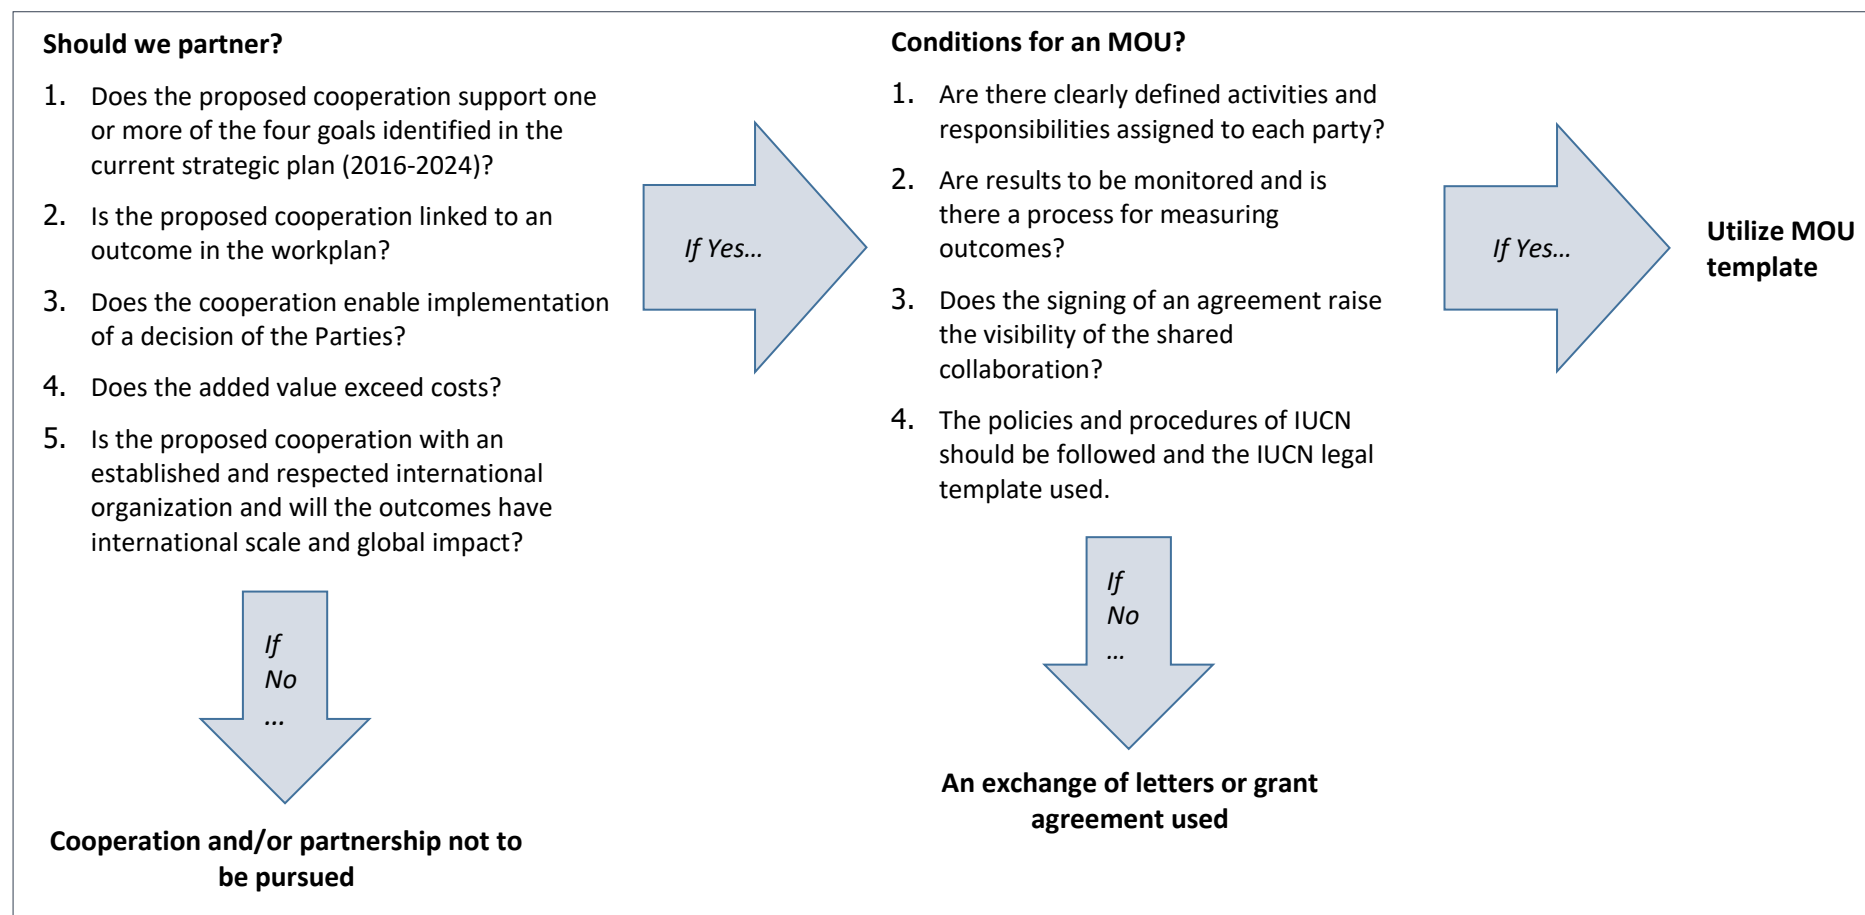 Should we partner?
1. Does the proposed cooperation support one
or more of the four goals identified in the
current strategic plan (2016-2024)?
2. Is the proposed cooperation linked to an
outcome in the workplan?
3. Does the cooperation enable implementation
of a decision of the Parties?
4. Does the added value exceed costs?
5. Is the proposed cooperation with an
established and respected international
organization and will the outcomes have
international scale and global impact?
If
No
...
Cooperation and/or partnership not to
be pursued
If Yes...
Conditions for an MOU?
1. Are there clearly defined activities and
responsibilities assigned to each party?
2. Are results to be monitored and is
there a process for measuring
outcomes?
3. Does the signing of an agreement raise
the visibility of the shared
collaboration?
4. The policies and procedures of IUCN
should be followed and the IUCN legal
template used.
If
No
...
An exchange of letters or grant
agreement used
If Yes...
Utilize MOU
template